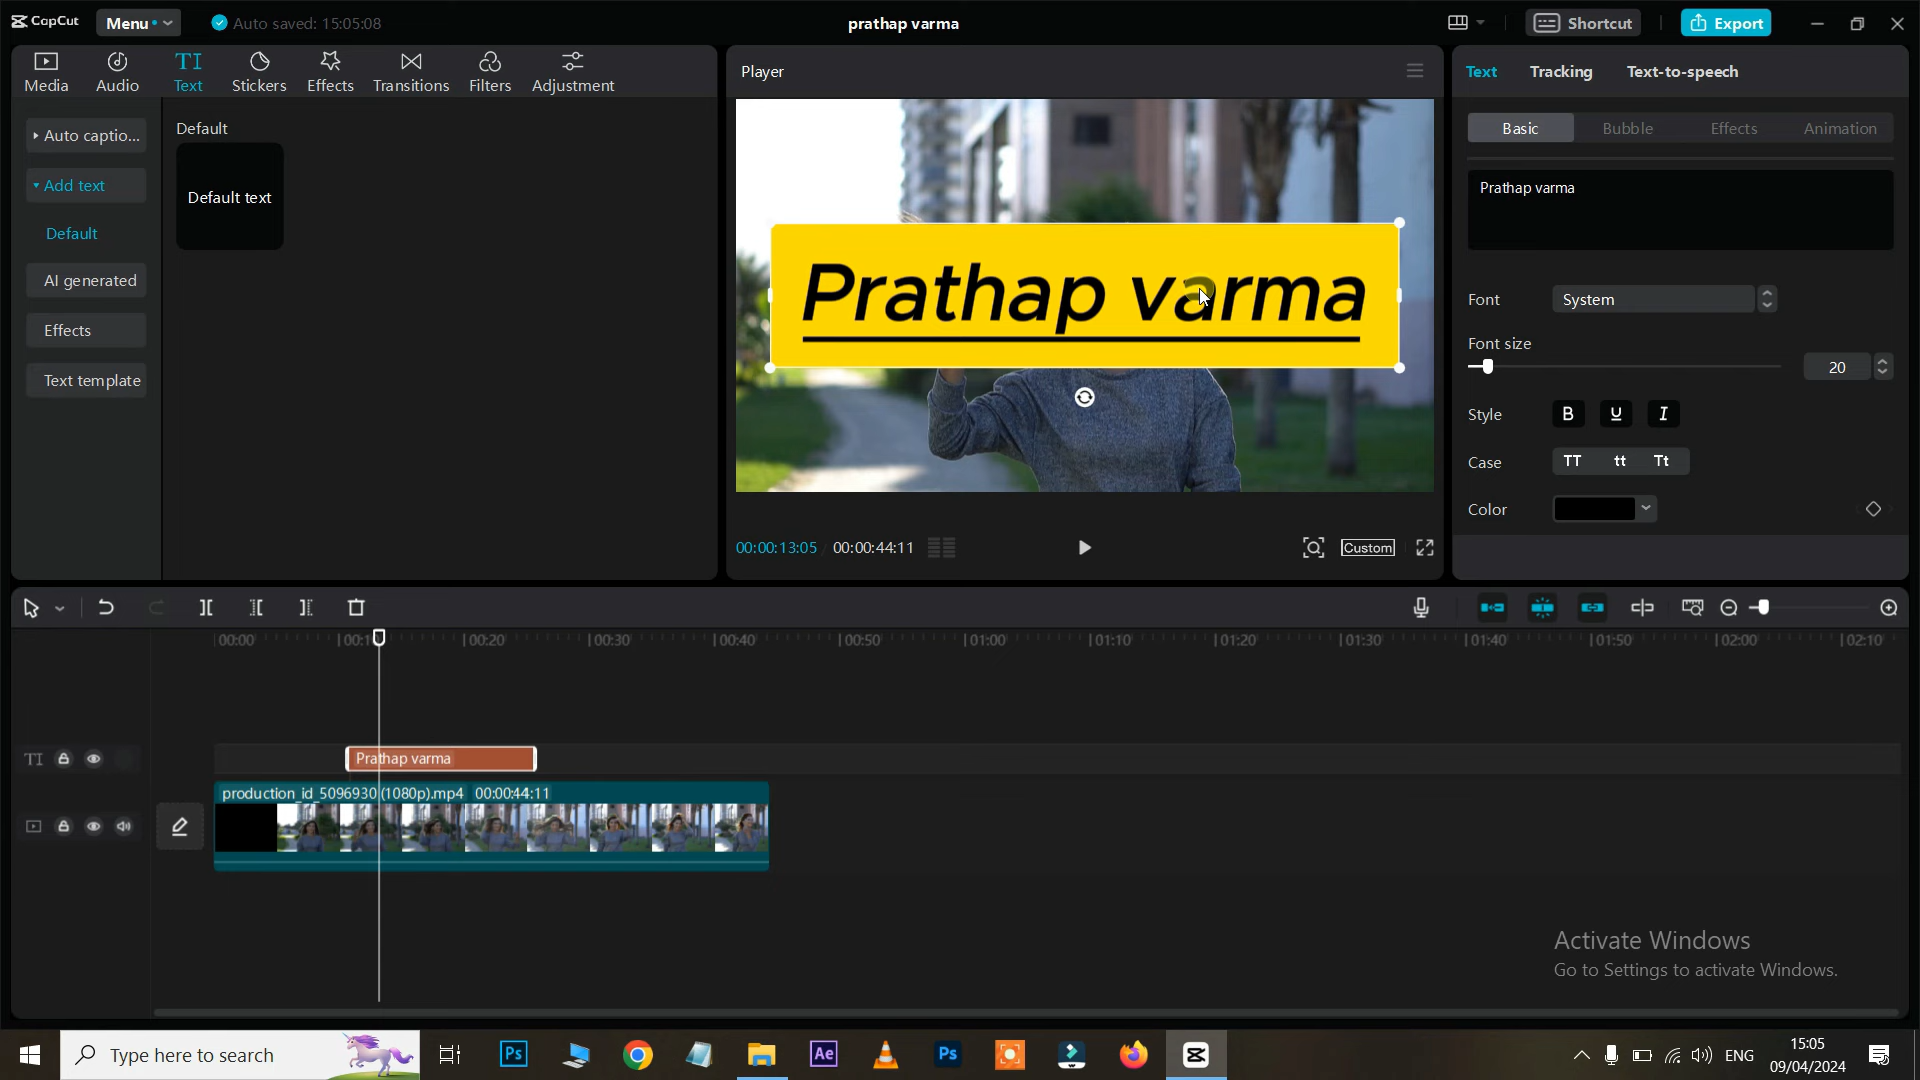 CapCut
Menu
Auto saved: 15:05:08
prathap varma
Shortcut
Export
Media
Audio
TI
Text
Stickers
Effects
Transitions
Filters
Adjustment
Auto captio...
Add text
Default
AI generated
Effects
Text template
Default
Default text
Player
Prathap varma
00:00:13:05
00:00:44:11
Custom
Text
Tracking
Text-to-speech
Basic
Bubble
Effects
Animation
Prathap varma
Font
System
Font size
20
Style
B
U
I
Case
TT
tt
Tt
Color
00:00
00:20
00:30
00:40
00:50
01:00
01:10
01:20
01:30
01:40
01:50
02:00
02:10
TI
Prathap varma
production_id_5096930 (1080p).mp4 00:00:44:11
Activate Windows
Go to Settings to activate Windows.
Type here to search
Ps
Ae
Ps
ENG
15:05
09/04/2024